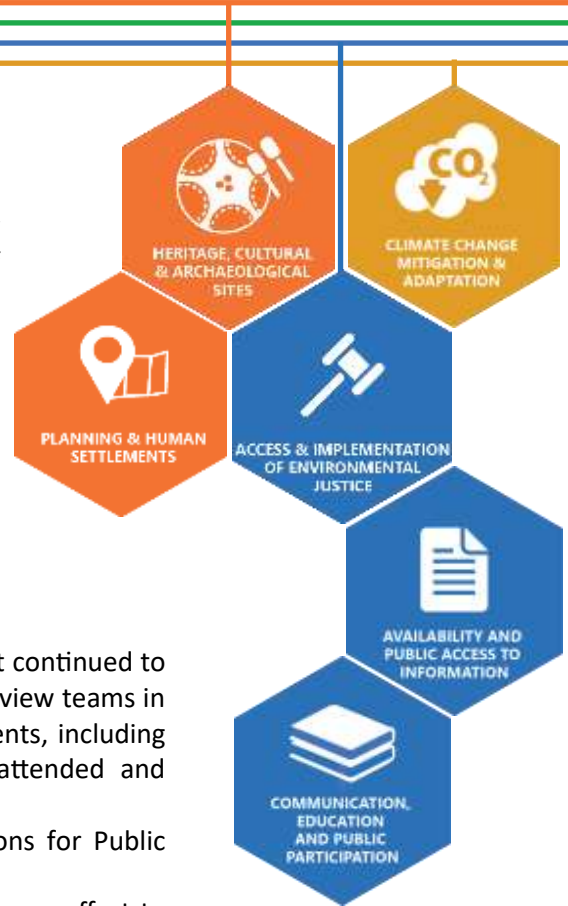 CO2
HERITAGE, CULTURAL
& ARCHAEOLOGICAL
SITES
CLIMATE CHANGE
MITIGATION &
ADAPTATION
PLANNING & HUMAN
SETTLEMENTS
ACCESS & IMPLEMENTATION
OF ENVIRONMENTAL
JUSTICE
AVAILABILITY AND
PUBLIC ACCESS TO
INFORMATION
COMMUNICATION,
EDUCATION
AND PUBLIC
PARTICIPATION
continued to
view teams in
including
attended and
for Public